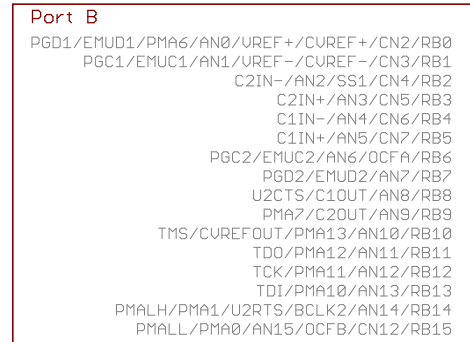 Port B
PGD1/EMUD1/PMA6/AN0/VREF+/CVREF+/CN2/RB0
PGC1/EMUC1/AN1/VREF-/CVREF-/CN3/RB1
C2IN-/AN2/SS1/CN4/RB2
C2IN+/AN3/CN5/RB3
C1IN-/AN4/CN6/RB4
C1IN+/AN5/CN7/RB5
PGC2/EMUC2/AN6/OCFA/RB6
PGD2/EMUD2/AN7/RB7
U2CTS/C1OUT/AN8/RB8
PMA7/C2OUT/AN9/RB9
TMS/CVREFOUT/PMA13/AN10/RB10
TDO/PMA12/AN11/RB11
TCK/PMA11/AN12/RB12
TDI/PMA10/AN13/RB13
PMALH/PMA1/U2RTS/BCLK2/AN14/RB14
PMALL/PMA0/AN15/OCFB/CN12/RB15